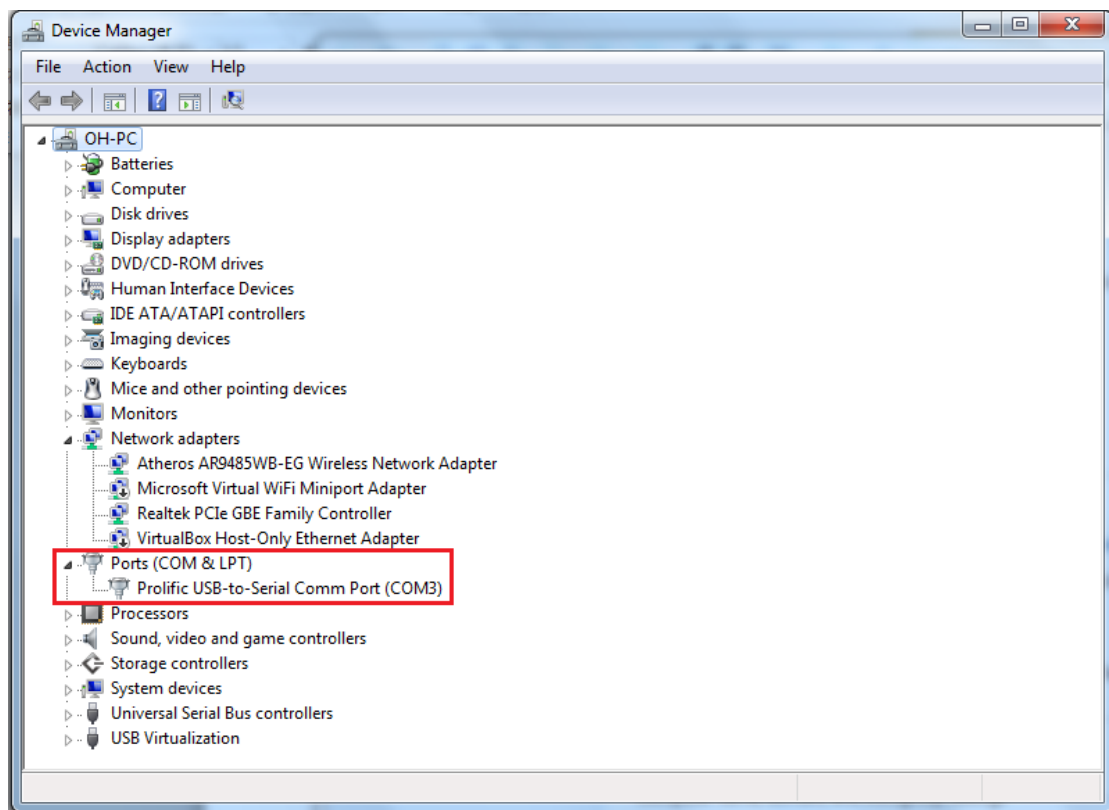 Device Manager
File Action View Help
OH-PC
Batteries
Computer
Disk drives
Display adapters
DVD/CD-ROM drives
Human Interface Devices
IDE ATA/ATAPI controllers
Imaging devices
Keyboards
Mice and other pointing devices
Monitors
Network adapters
Atheros AR9485WB-EG Wireless Network Adapter
Microsoft Virtual WiFi Miniport Adapter
Realtek PCIe GBE Family Controller
VirtualBox Host-Only Ethernet Adapter
Ports (COM & LPT)
Prolific USB-to-Serial Comm Port (COM3)
Processors
Sound, video and game controllers
Storage controllers
System devices
Universal Serial Bus controllers
USB Virtualization